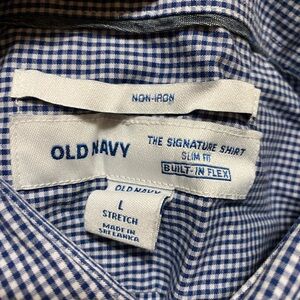 NON-IRON
OLD NAVY
THE SIGNATURE SHIRT
SLIM FIT
BUILT-IN FLEX
OLD NAVY
L
STRETCH
MADE IN
SRI LANKA